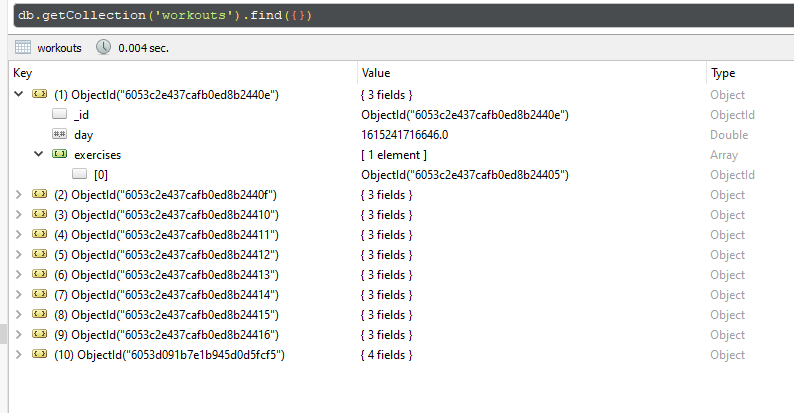 db.getCollection('workouts').find({})
workouts 0.004 sec.
Key Value Type
(1) ObjectId("6053c2e437cafb0ed8b2440e") { 3 fields } Object
_id ObjectId("6053c2e437cafb0ed8b2440e") ObjectId
day 1615241716646.0 Double
exercises [ 1 element ] Array
[0] ObjectId("6053c2e437cafb0ed8b24405") ObjectId
(2) ObjectId("6053c2e437cafb0ed8b2440f") { 3 fields } Object
(3) ObjectId("6053c2e437cafb0ed8b24410") { 3 fields } Object
(4) ObjectId("6053c2e437cafb0ed8b24411") { 3 fields } Object
(5) ObjectId("6053c2e437cafb0ed8b24412") { 3 fields } Object
(6) ObjectId("6053c2e437cafb0ed8b24413") { 3 fields } Object
(7) ObjectId("6053c2e437cafb0ed8b24414") { 3 fields } Object
(8) ObjectId("6053c2e437cafb0ed8b24415") { 3 fields } Object
(9) ObjectId("6053c2e437cafb0ed8b24416") { 3 fields } Object
(10) ObjectId("6053d091b7e1b945d0d5fcf5") { 4 fields } Object